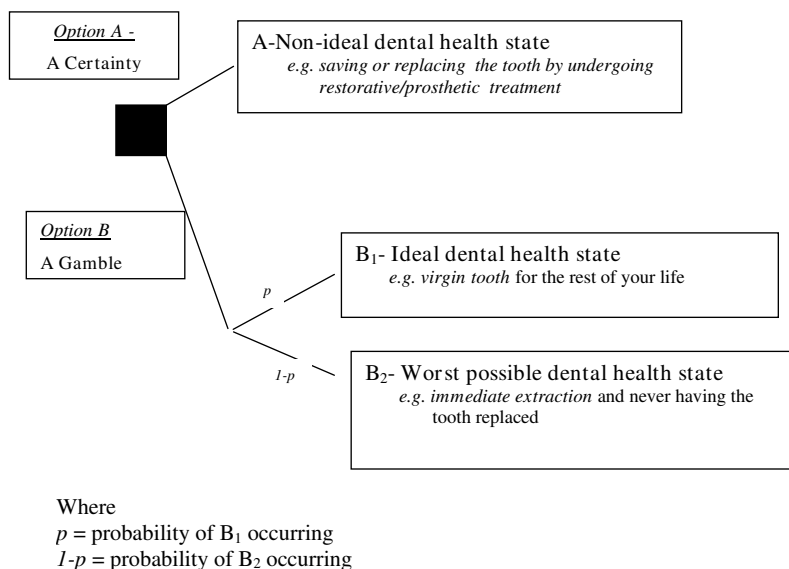 Option A -
A Certainty
A-Non-ideal dental health state
e.g. saving or replacing the tooth by undergoing
restorative/prosthetic treatment
Option B
A Gamble
B₁- Ideal dental health state
e.g. virgin tooth for the rest of your life
p
1-p
B₂- Worst possible dental health state
e.g. immediate extraction and never having the
tooth replaced
Where
p = probability of B₁ occurring
1-p = probability of B₂ occurring